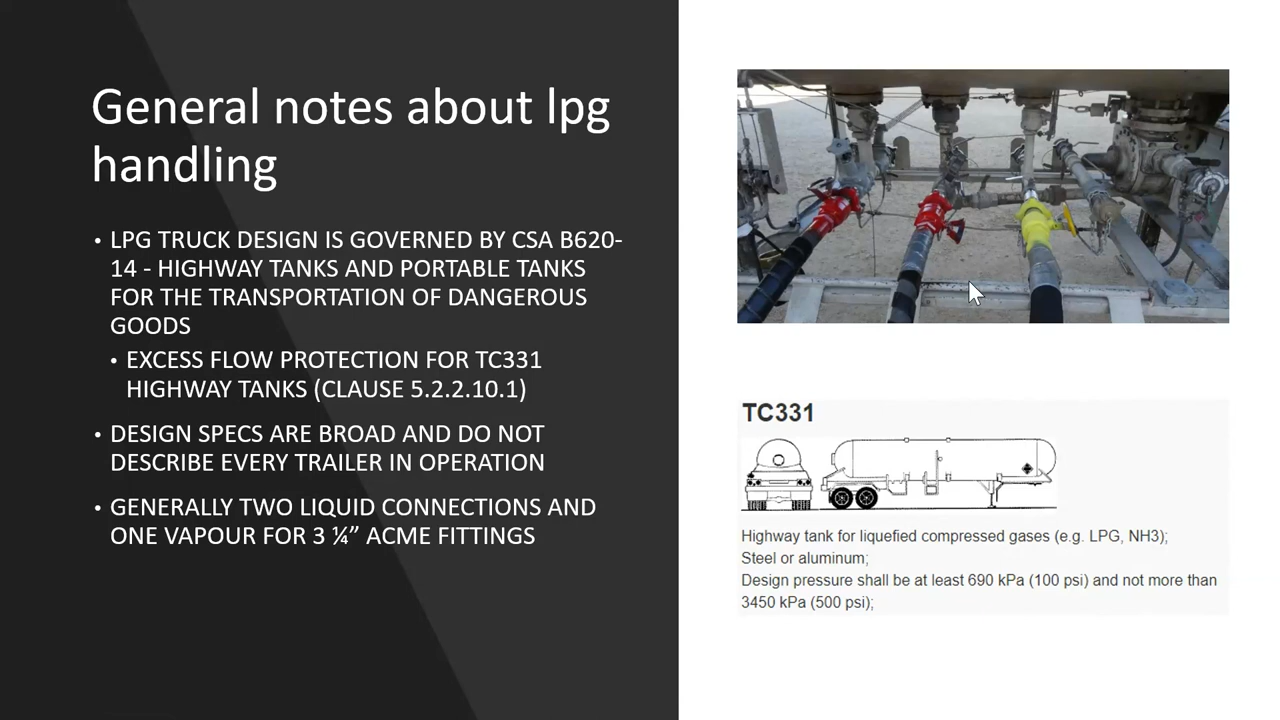 General notes about lpg
handling
• LPG TRUCK DESIGN IS GOVERNED BY CSA B620-
14 - HIGHWAY TANKS AND PORTABLE TANKS
FOR THE TRANSPORTATION OF DANGEROUS
GOODS
• EXCESS FLOW PROTECTION FOR TC331
HIGHWAY TANKS (CLAUSE 5.2.2.10.1)
• DESIGN SPECS ARE BROAD AND DO NOT
DESCRIBE EVERY TRAILER IN OPERATION
• GENERALLY TWO LIQUID CONNECTIONS AND
ONE VAPOUR FOR 3 ¼” ACME FITTINGS
TC331
Highway tank for liquefied compressed gases (e.g. LPG, NH3);
Steel or aluminum;
Design pressure shall be at least 690 kPa (100 psi) and not more than
3450 kPa (500 psi);